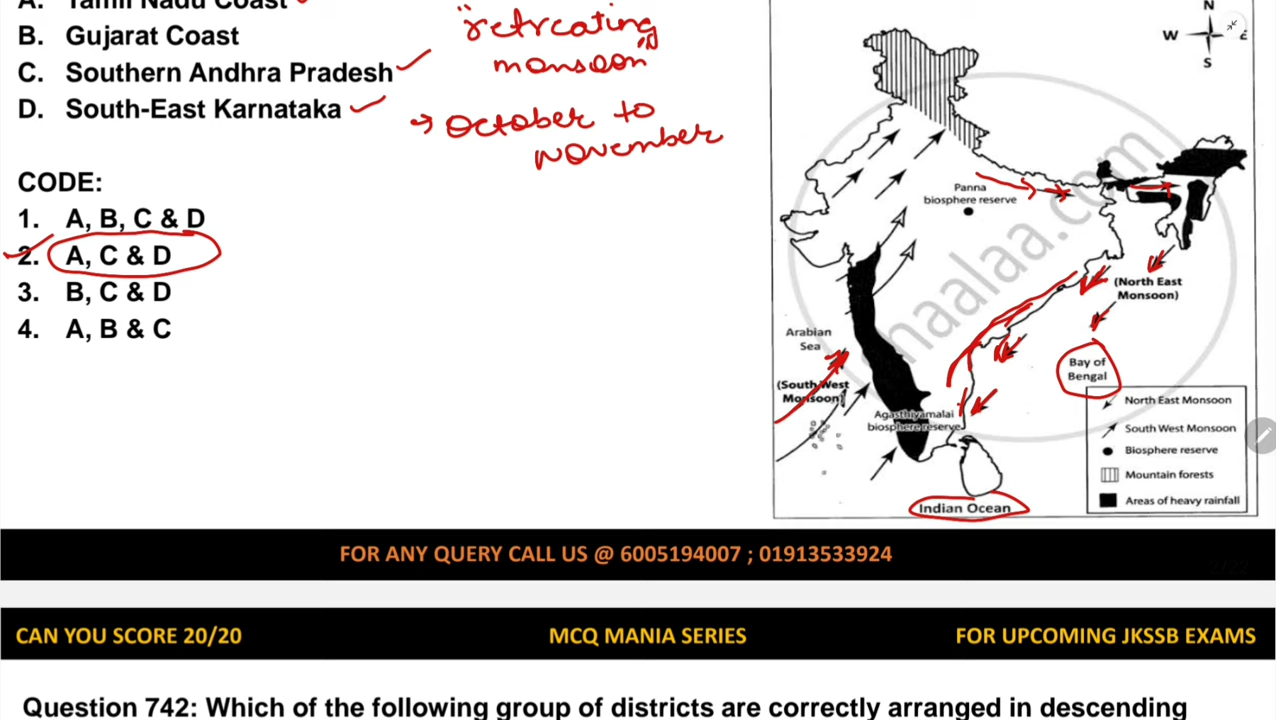 A. Tamil Nadu Coast
B. Gujarat Coast
C. Southern Andhra Pradesh
D. South-East Karnataka
"retreating
monsoon"
→ October to
November
CODE:
1. A, B, C & D
2. A, C & D
3. B, C & D
4. A, B & C
N
W E
S
Panna
biosphere reserve
(North East
Monsoon)
Arabian
Sea
Bay of
Bengal
(South West
Monsoon)
Agasthiyamalai
biosphere reserve
Indian Ocean
North East Monsoon
South West Monsoon
Biosphere reserve
Mountain forests
Areas of heavy rainfall
haalaa.com
FOR ANY QUERY CALL US @ 6005194007 ; 01913533924
CAN YOU SCORE 20/20 MCQ MANIA SERIES FOR UPCOMING JKSSB EXAMS
Question 742: Which of the following group of districts are correctly arranged in descending